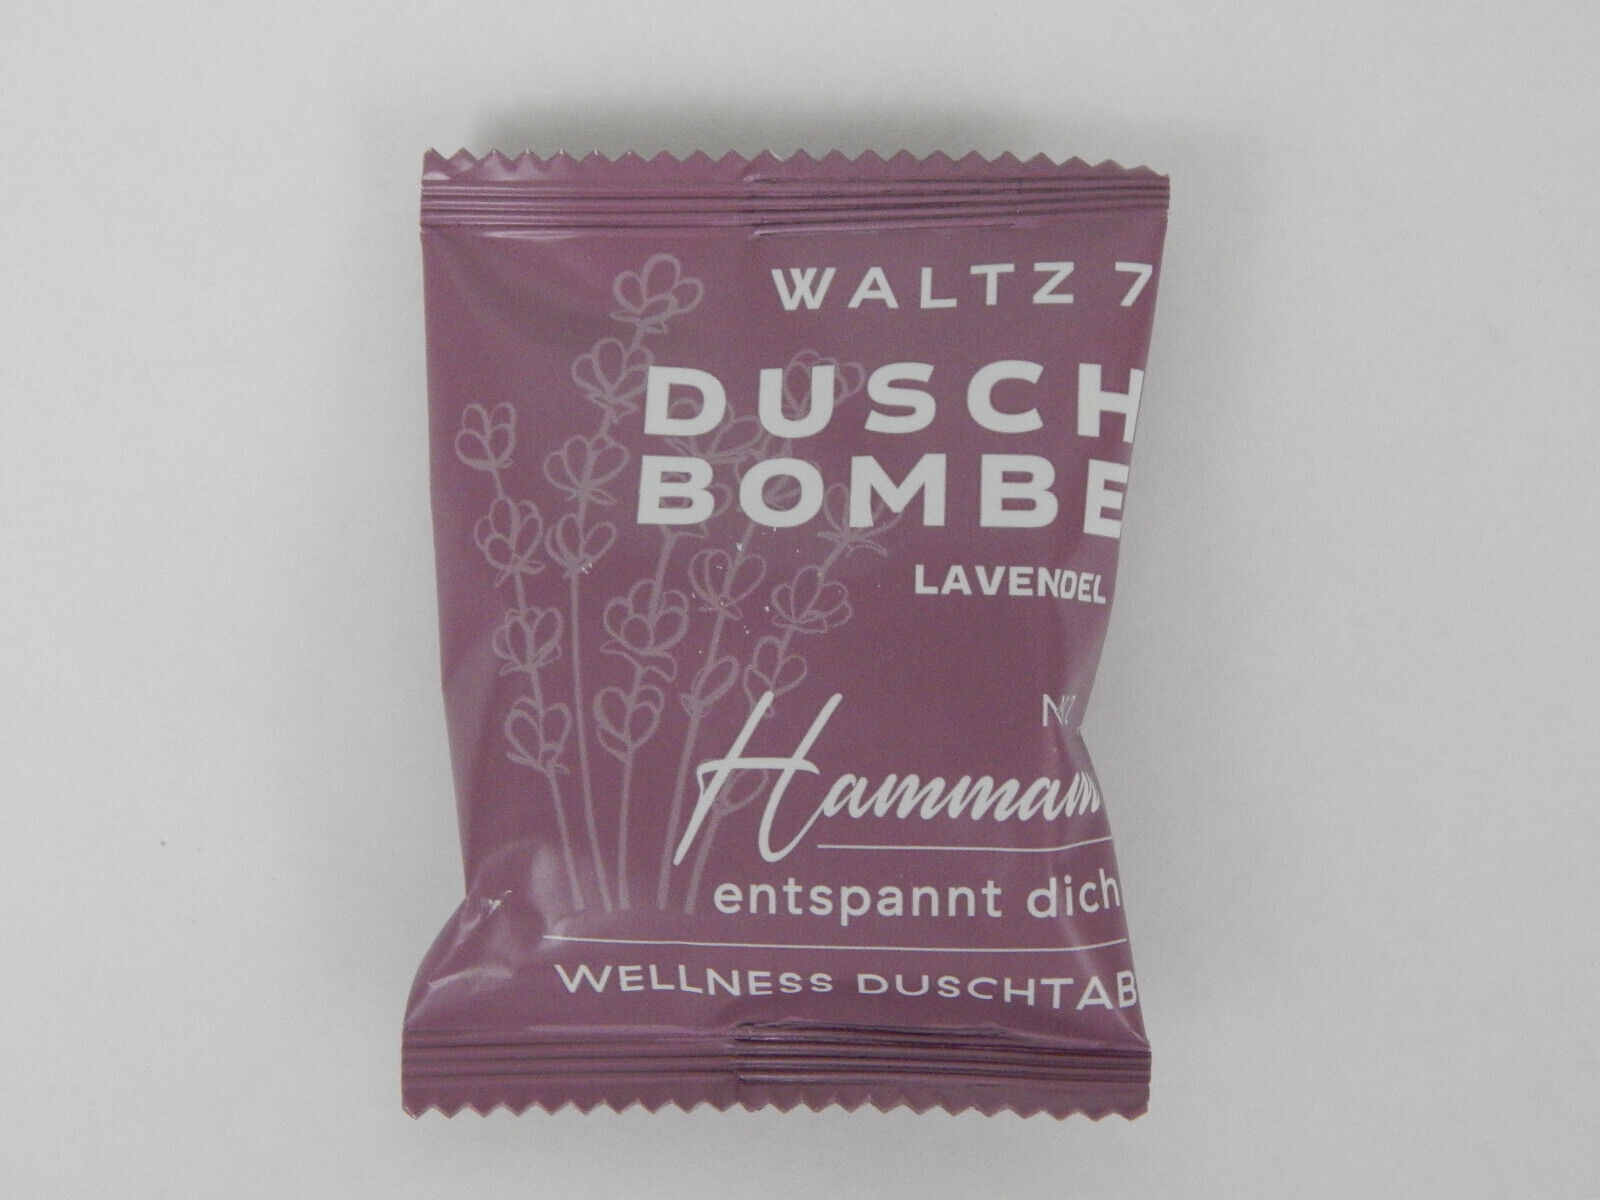 WALTZ 7
DUSCH
BOMBE
LAVENDEL
Hammam
entspannt dich
WELLNESS DUSCHTAB